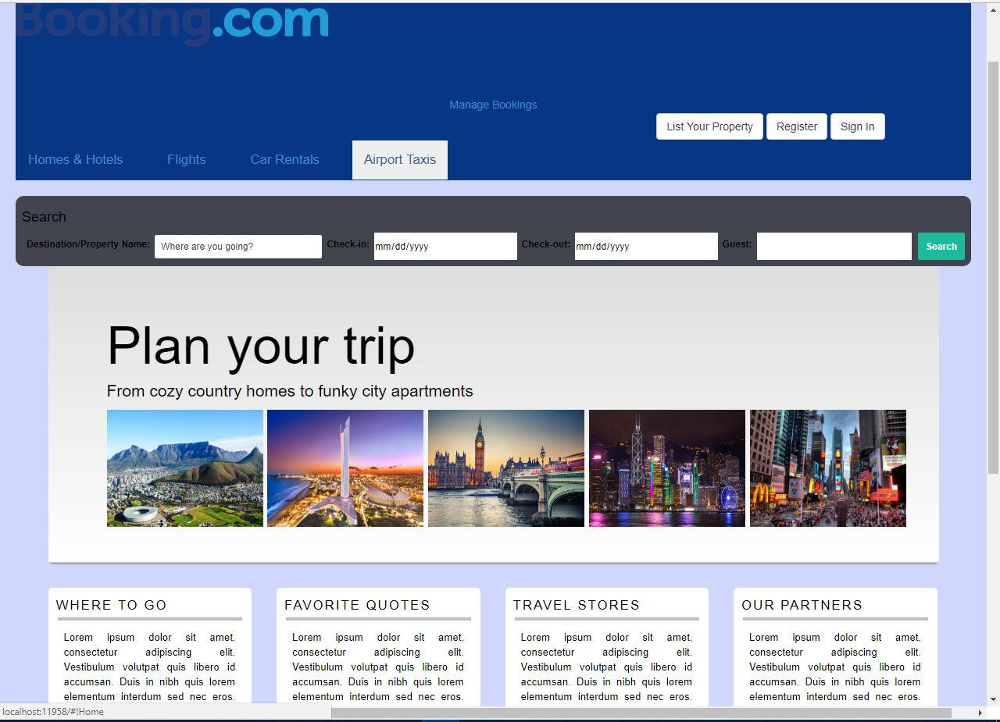 Booking.com
Manage Bookings
List Your Property Register Sign In
Homes & Hotels Flights Car Rentals Airport Taxis
Search
Destination/Property Name: Where are you going? Check-in: mm/dd/yyyy Check-out: mm/dd/yyyy Guest: Search
Plan your trip
From cozy country homes to funky city apartments
WHERE TO GO
Lorem ipsum dolor sit amet,
consectetur adipiscing elit.
Vestibulum volutpat quis libero id
accumsan. Duis in nibh quis lorem
elementum interdum sed nec eros.
FAVORITE QUOTES
Lorem ipsum dolor sit amet,
consectetur adipiscing elit.
Vestibulum volutpat quis libero id
accumsan. Duis in nibh quis lorem
elementum interdum sed nec eros.
TRAVEL STORES
Lorem ipsum dolor sit amet,
consectetur adipiscing elit.
Vestibulum volutpat quis libero id
accumsan. Duis in nibh quis lorem
elementum interdum sed nec eros.
OUR PARTNERS
Lorem ipsum dolor sit amet,
consectetur adipiscing elit.
Vestibulum volutpat quis libero id
accumsan. Duis in nibh quis lorem
elementum interdum sed nec eros.
localhost:11958/#!Home